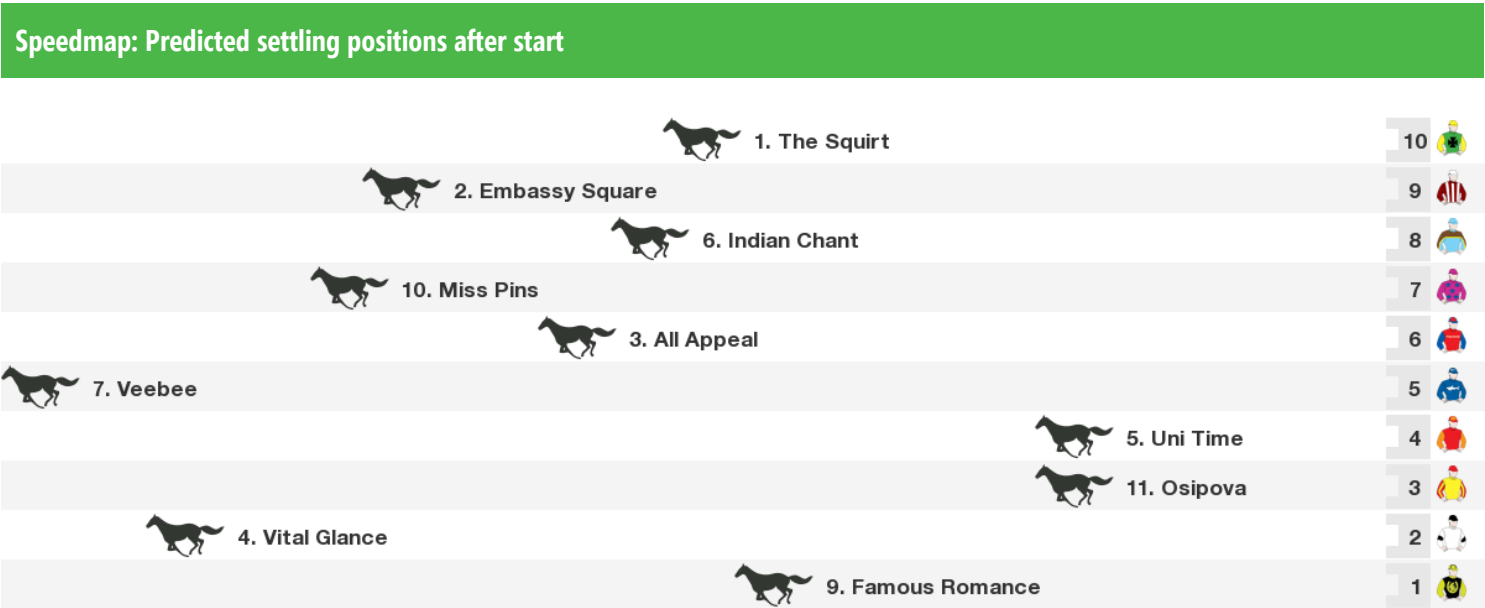 Speedmap: Predicted settling positions after start
1. The Squirt 10
2. Embassy Square 9
6. Indian Chant 8
10. Miss Pins 7
3. All Appeal 6
7. Veebee 5
5. Uni Time 4
11. Osipova 3
4. Vital Glance 2
9. Famous Romance 1